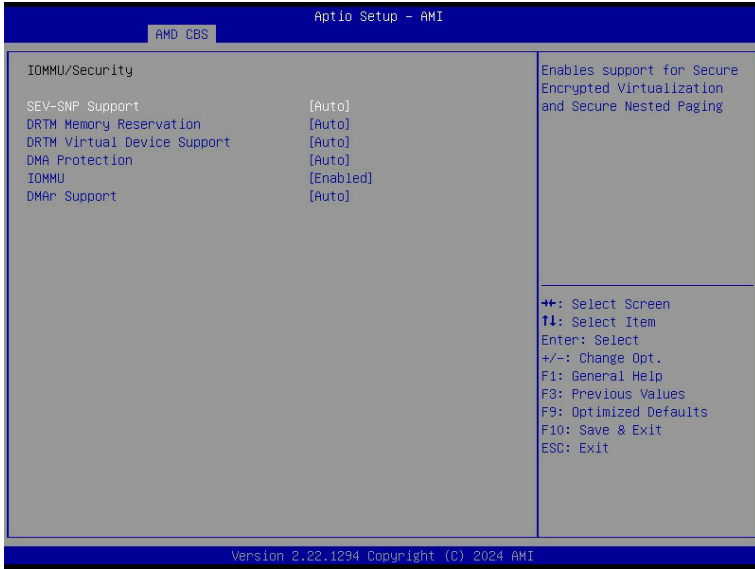 Aptio Setup - AMI
AMD CBS
IOMMU/Security
SEV-SNP Support [Auto]
DRTM Memory Reservation [Auto]
DRTM Virtual Device Support [Auto]
DMA Protection [Auto]
IOMMU [Enabled]
DMAr Support [Auto]
Enables support for Secure
Encrypted Virtualization
and Secure Nested Paging
→←: Select Screen
↑↓: Select Item
Enter: Select
+/-: Change Opt.
F1: General Help
F3: Previous Values
F9: Optimized Defaults
F10: Save & Exit
ESC: Exit
Version 2.22.1294 Copyright (C) 2024 AMI